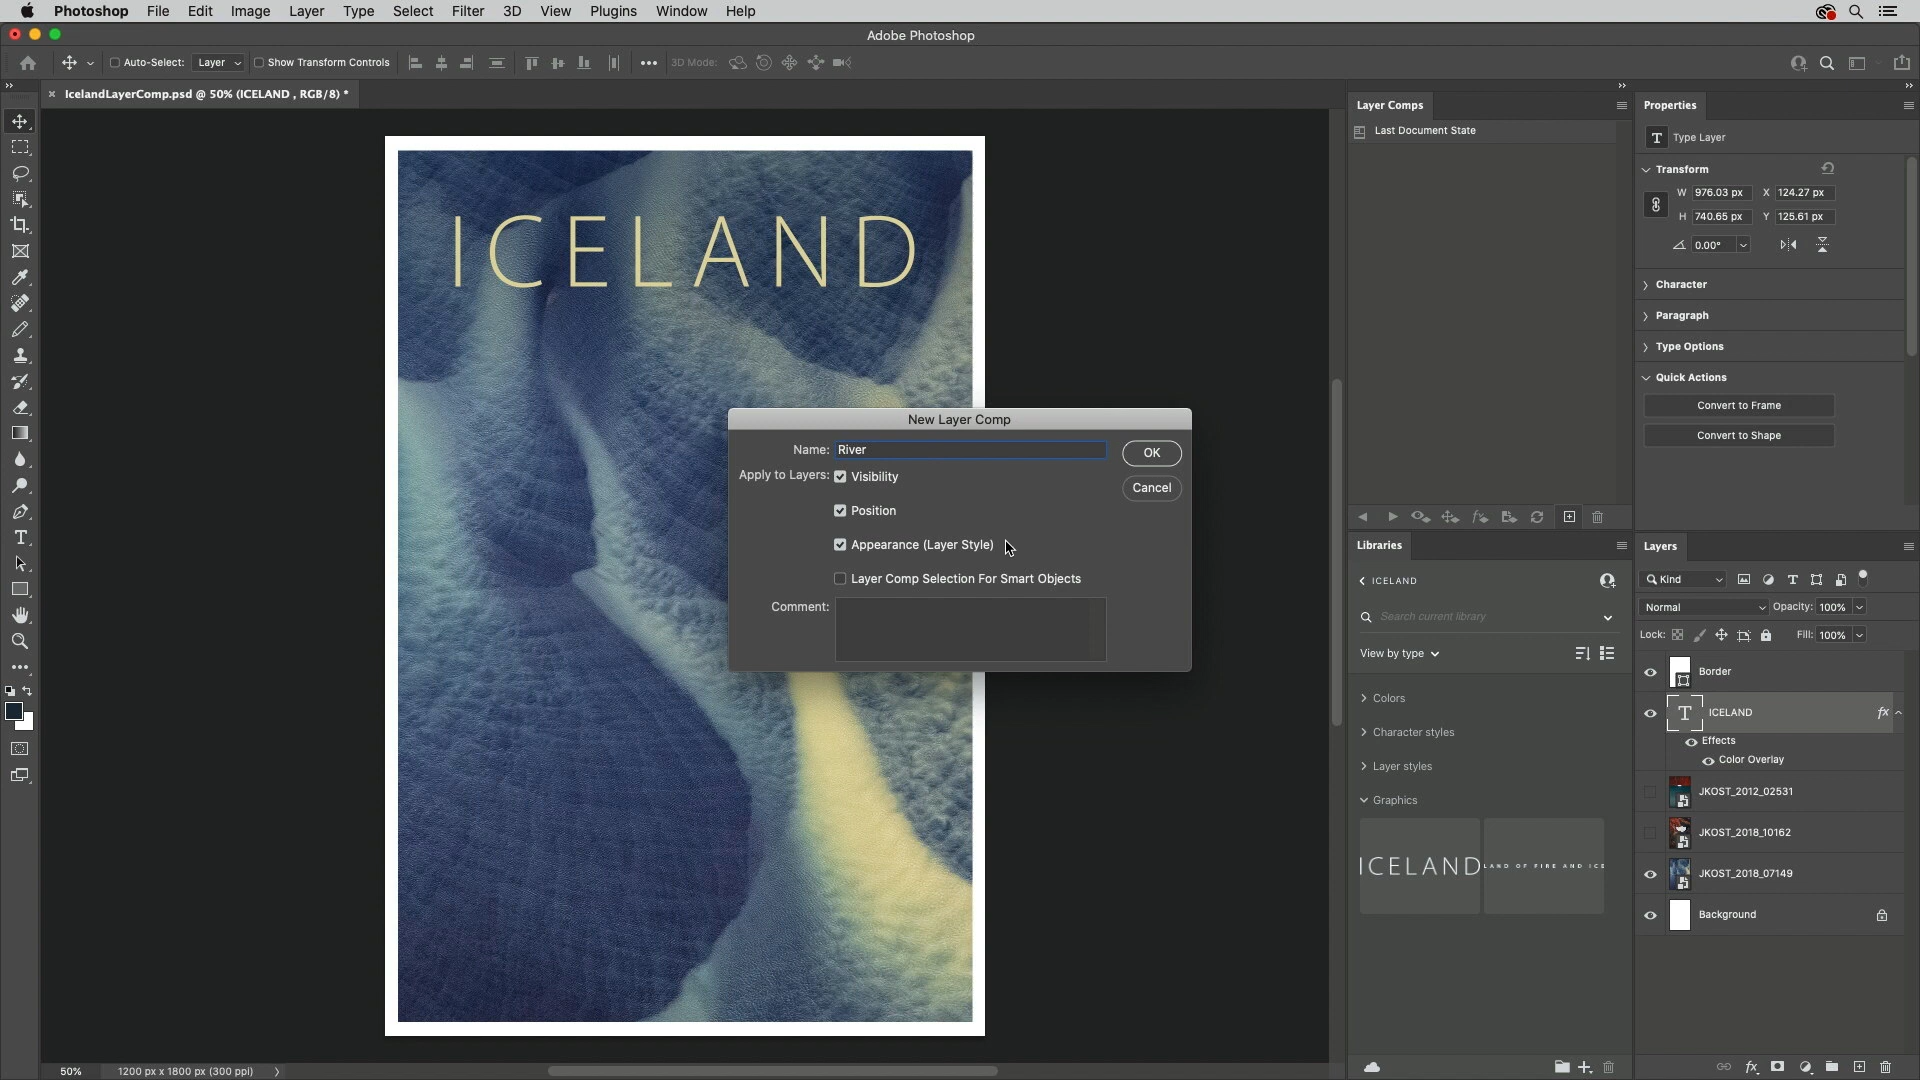 Photoshop File Edit Image Layer Type Select Filter 3D View Plugins Window Help
Adobe Photoshop
Auto-Select: Layer Show Transform Controls 3D Mode:
IcelandLayerComp.psd @ 50% (ICELAND , RGB/8) *
ICELAND
New Layer Comp
Name: River
OK
Apply to Layers: Visibility
Cancel
Position
Appearance (Layer Style)
Layer Comp Selection For Smart Objects
Comment:
50% 1200 px x 1800 px (300 ppi)
Layer Comps
Last Document State
Libraries
ICELAND
Search current library
View by type
Colors
Character styles
Layer styles
Graphics
ICELAND
LAND OF FIRE AND ICE
Properties
T Type Layer
Transform
W 976.03 px X 124.27 px
H 740.65 px Y 125.61 px
0.00°
Character
Paragraph
Type Options
Quick Actions
Convert to Frame
Convert to Shape
Layers
Kind
Normal Opacity: 100%
Lock: Fill: 100%
Border
T ICELAND fx
Effects
Color Overlay
JKOST_2012_02531
JKOST_2018_10162
JKOST_2018_07149
Background